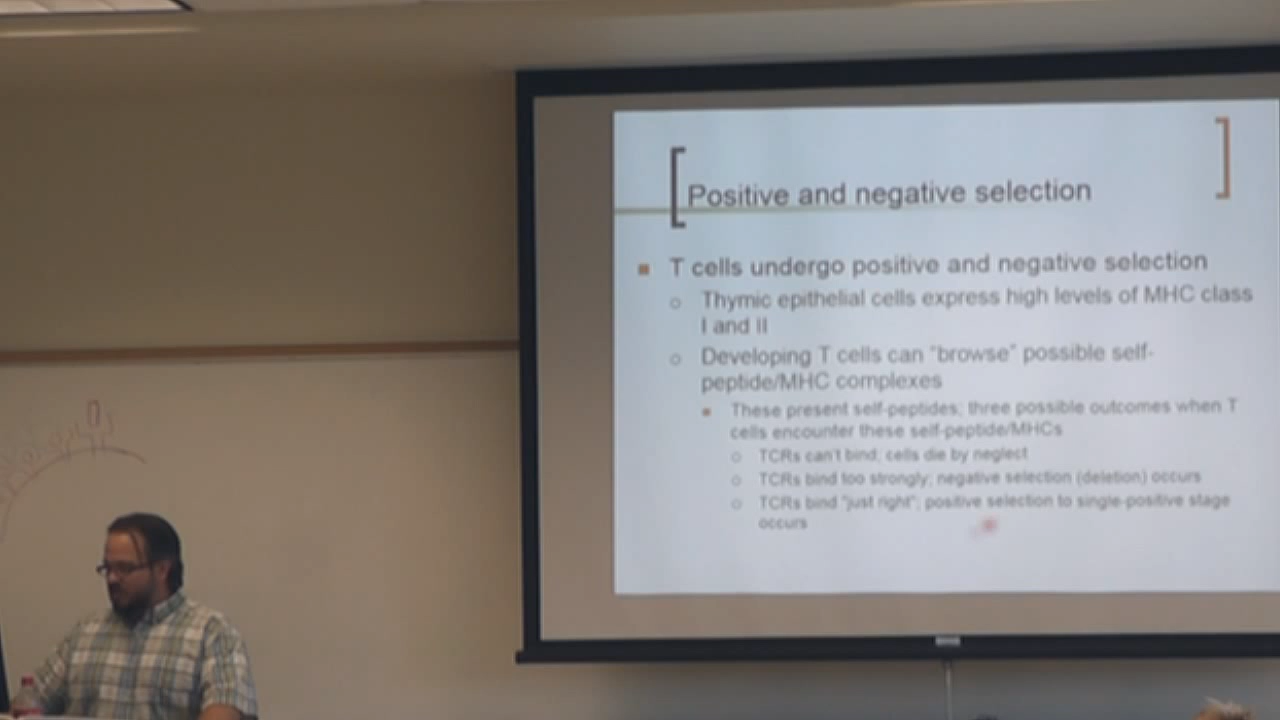 Positive and negative selection
T cells undergo positive and negative selection
Thymic epithelial cells express high levels of MHC class
I and II
Developing T cells can "browse" possible self-
peptide/MHC complexes
These present self-peptides; three possible outcomes when T
cells encounter these self-peptide/MHCs
TCRs can't bind; cells die by neglect
TCRs bind too strongly; negative selection (deletion) occurs
TCRs bind "just right"; positive selection to single-positive stage
occurs